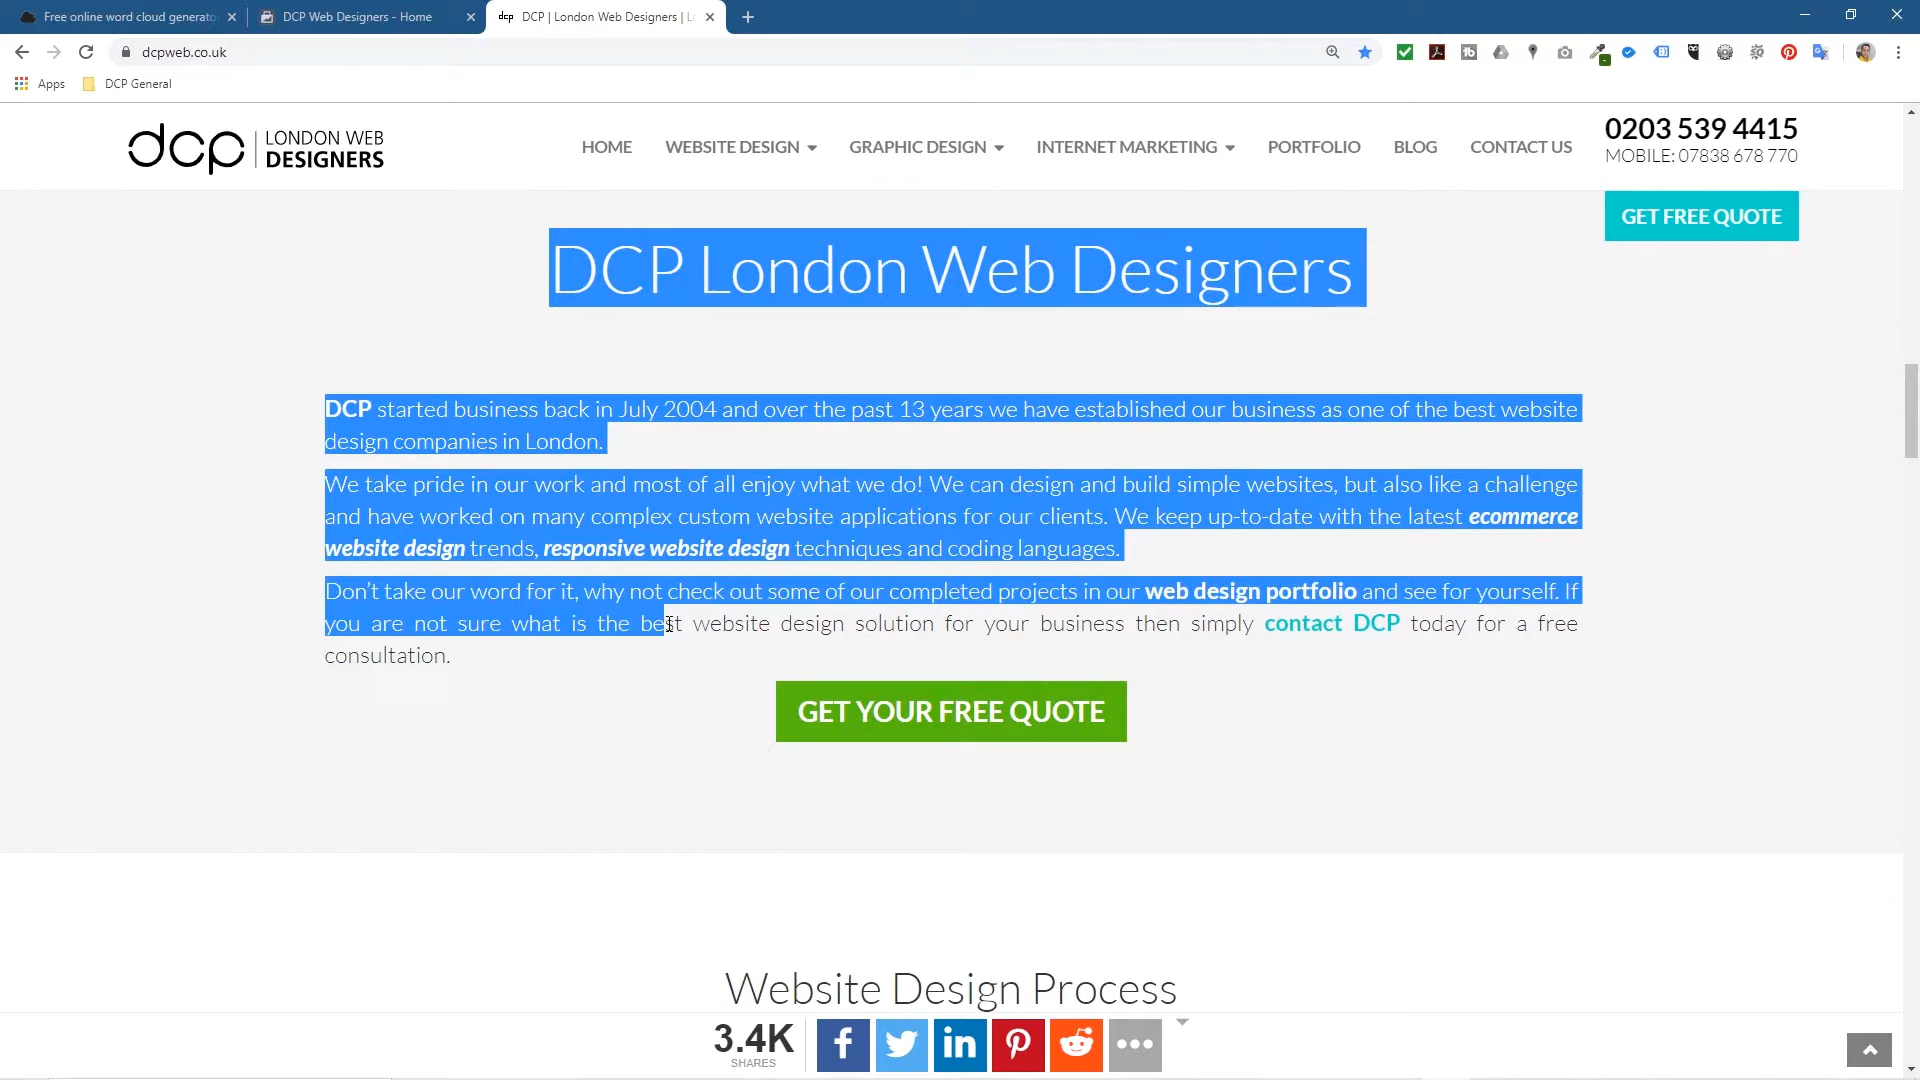 Free online word cloud generato
DCP Web Designers - Home
dcp DCP | London Web Designers | Lo
dcpweb.co.uk
Apps
DCP General
dcp LONDON WEB
DESIGNERS
HOME
WEBSITE DESIGN
GRAPHIC DESIGN
INTERNET MARKETING
PORTFOLIO
BLOG
CONTACT US
0203 539 4415
MOBILE: 07838 678 770
GET FREE QUOTE
DCP London Web Designers
DCP started business back in July 2004 and over the past 13 years we have established our business as one of the best website
design companies in London.
We take pride in our work and most of all enjoy what we do! We can design and build simple websites, but also like a challenge
and have worked on many complex custom website applications for our clients. We keep up-to-date with the latest ecommerce
website design trends, responsive website design techniques and coding languages.
Don’t take our word for it, why not check out some of our completed projects in our web design portfolio and see for yourself. If
you are not sure what is the best website design solution for your business then simply contact DCP today for a free
consultation.
GET YOUR FREE QUOTE
Website Design Process
3.4K
SHARES